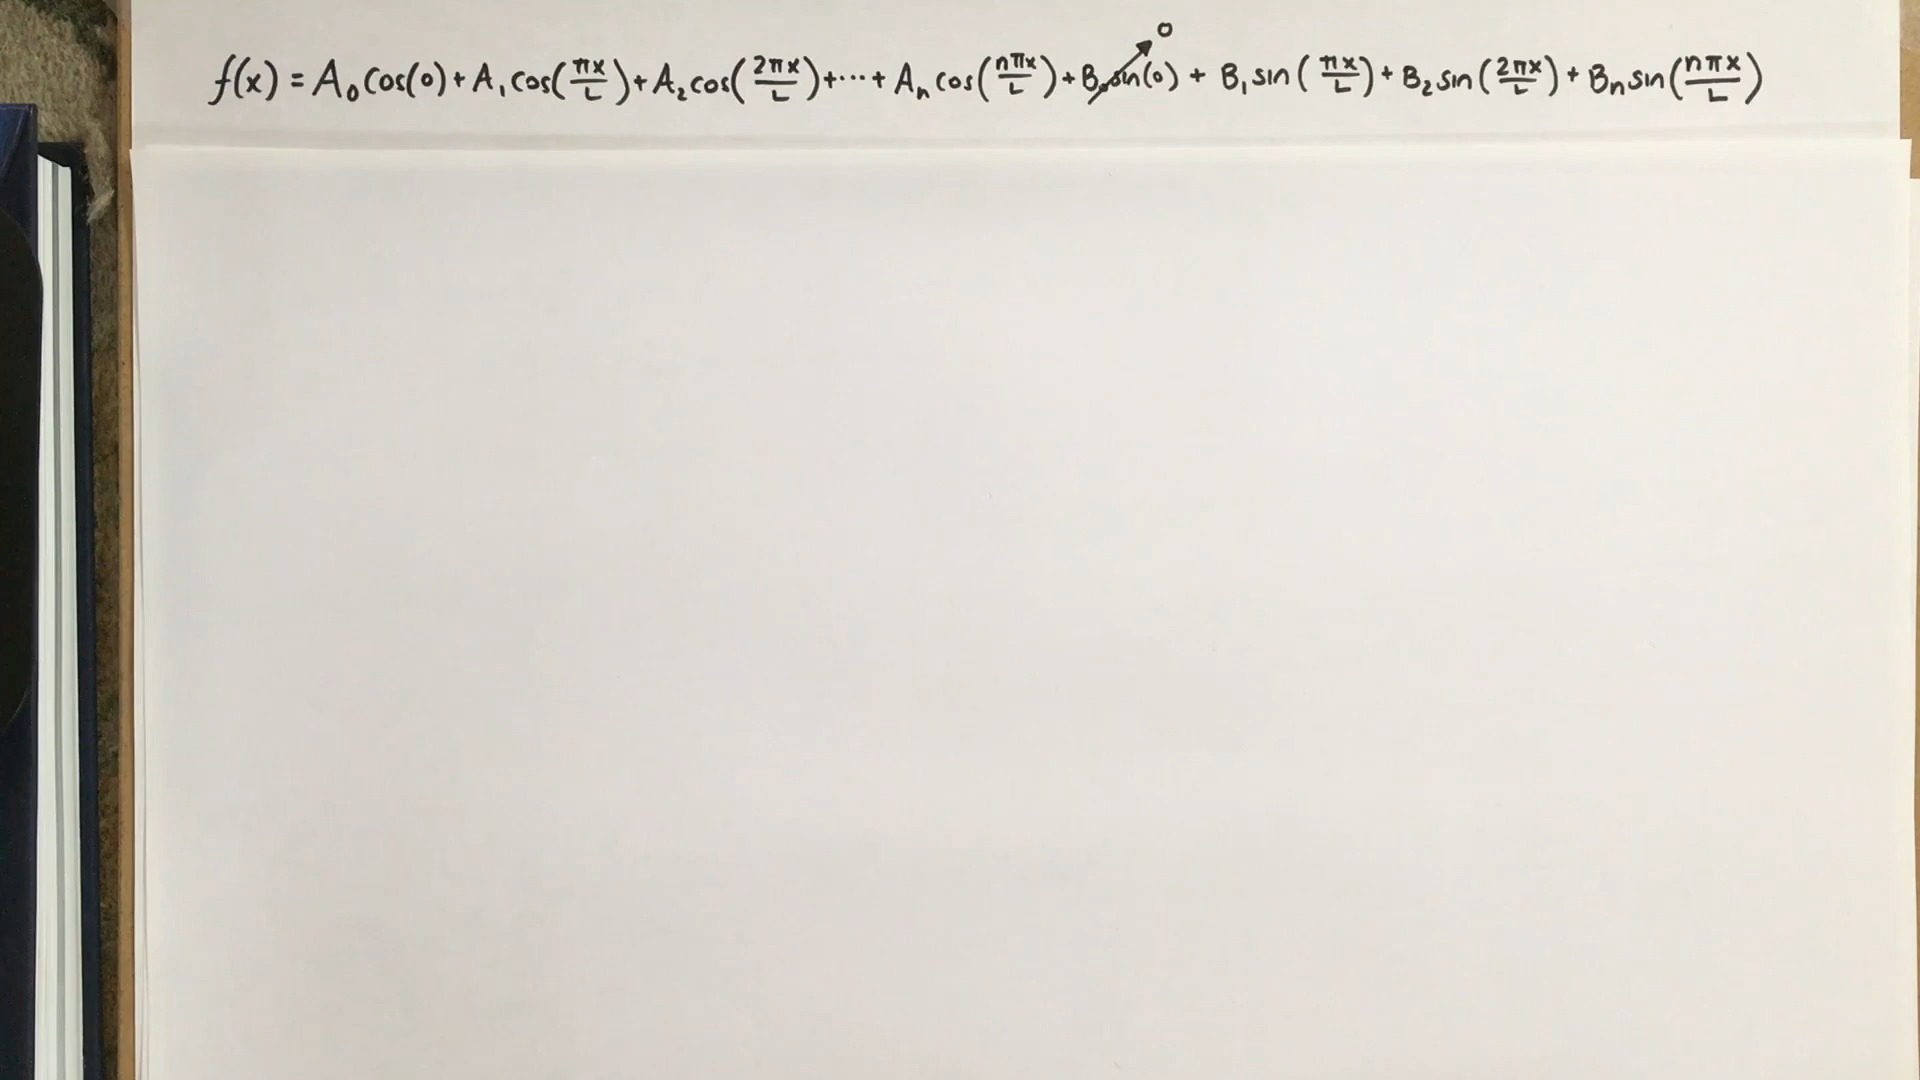 f(x) = A₀cos(0) + A₁cos(πx/L) + A₂cos(2πx/L) + ⋯ + Aₙcos(nπx/L) + B₀sin(0)↗0 + B₁sin(πx/L) + B₂sin(2πx/L) + Bₙsin(nπx/L)